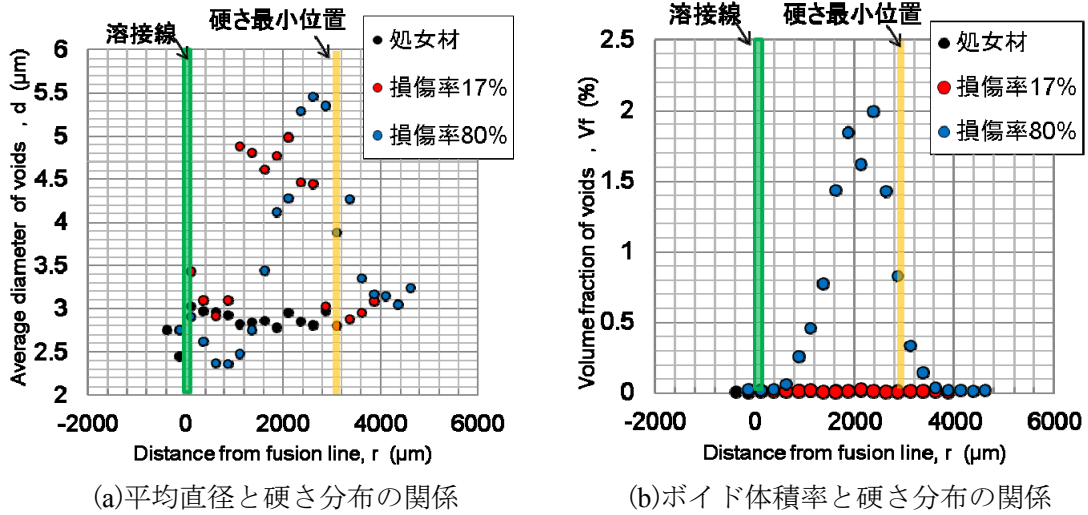 溶接線
硬さ最小位置
6
5.5
5
4.5
4
3.5
3
2.5
2
-2000
0
2000
4000
6000
Average diameter of voids , d (μm)
Distance from fusion line, r (μm)
処女材
損傷率17%
損傷率80%
(a)平均直径と硬さ分布の関係
溶接線
硬さ最小位置
2.5
2
1.5
1
0.5
0
-2000
0
2000
4000
6000
Volume fraction of voids , Vf (%)
Distance from fusion line, r (μm)
処女材
損傷率17%
損傷率80%
(b)ボイド体積率と硬さ分布の関係